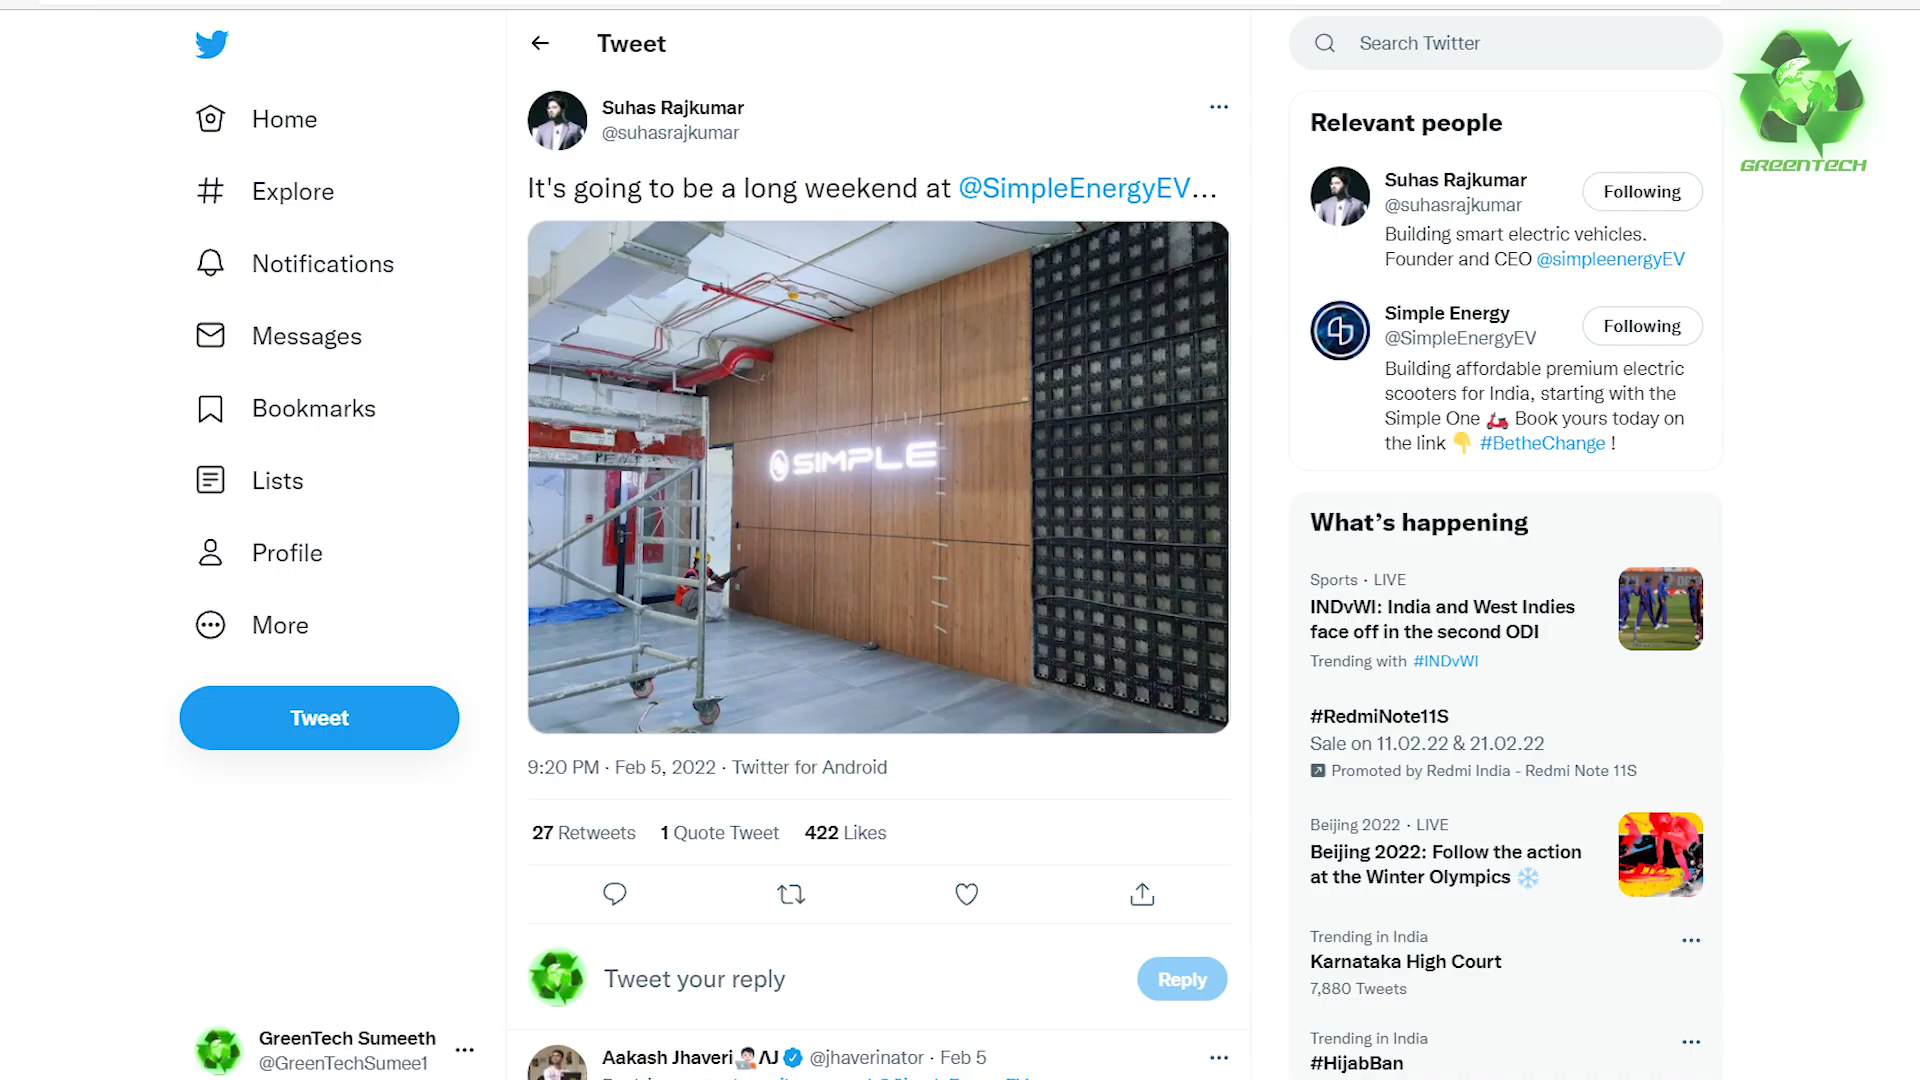 Home
Explore
Notifications
Messages
Bookmarks
Lists
Profile
More
Tweet
GreenTech Sumeeth
@GreenTechSumee1
Tweet
Suhas Rajkumar
@suhasrajkumar
It's going to be a long weekend at @SimpleEnergyEV...
SIMPLE
9:20 PM · Feb 5, 2022 · Twitter for Android
27 Retweets 1 Quote Tweet 422 Likes
Tweet your reply
Reply
Aakash Jhaveri ΛJ @jhaverinator · Feb 5
Search Twitter
GREENTECH
Relevant people
Suhas Rajkumar
@suhasrajkumar
Following
Building smart electric vehicles.
Founder and CEO @simpleenergyEV
Simple Energy
@SimpleEnergyEV
Following
Building affordable premium electric
scooters for India, starting with the
Simple One 🛵 Book yours today on
the link 👇 #BetheChange !
What's happening
Sports · LIVE
INDvWI: India and West Indies
face off in the second ODI
Trending with #INDvWI
#RedmiNote11S
Sale on 11.02.22 & 21.02.22
Promoted by Redmi India - Redmi Note 11S
Beijing 2022 · LIVE
Beijing 2022: Follow the action
at the Winter Olympics ❄️
Trending in India
Karnataka High Court
7,880 Tweets
Trending in India
#HijabBan